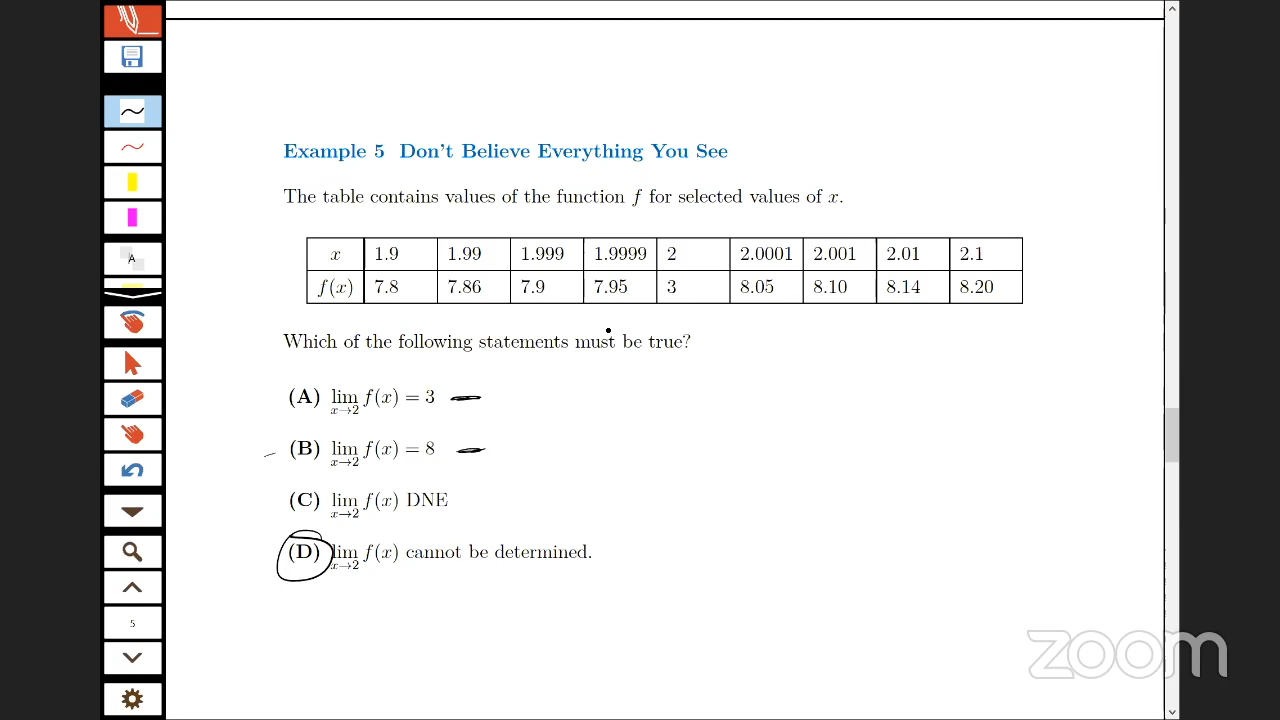 Example 5 Don't Believe Everything You See
The table contains values of the function f for selected values of x.
x 1.9 1.99 1.999 1.9999 2 2.0001 2.001 2.01 2.1
f(x) 7.8 7.86 7.9 7.95 3 8.05 8.10 8.14 8.20
Which of the following statements must be true?
(A) lim x→2 f(x) = 3
(B) lim x→2 f(x) = 8
(C) lim x→2 f(x) DNE
(D) lim x→2 f(x) cannot be determined.
A
5
zoom